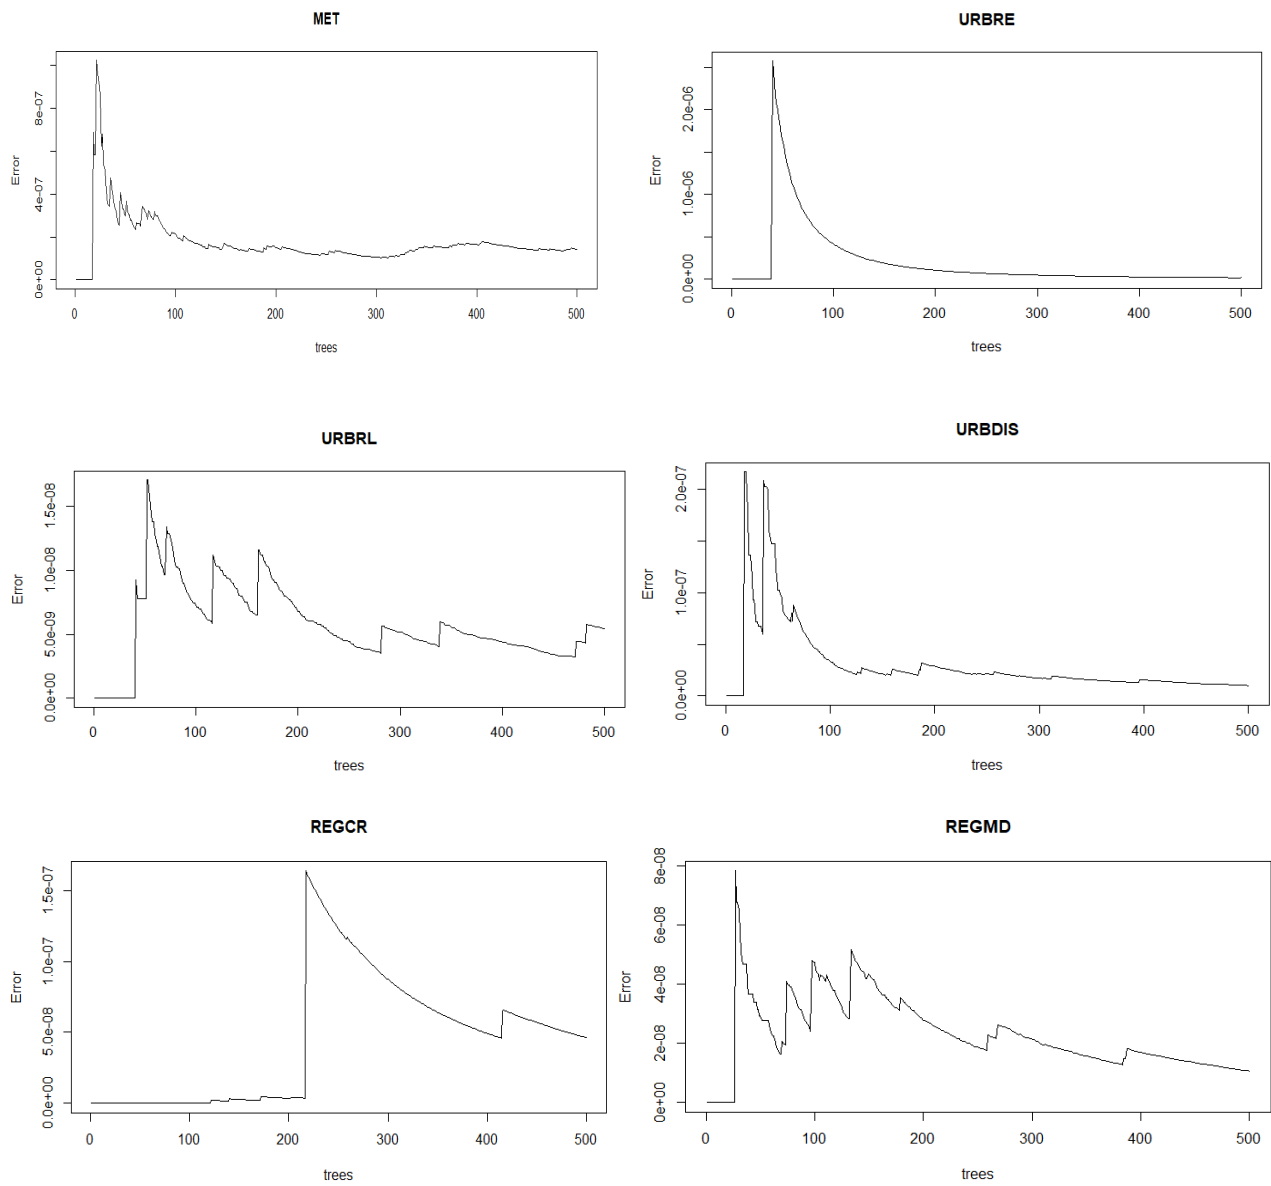 MET
8e-07
4e-07
0e+00
Error
0 100 200 300 400 500
trees
URBRE
2.0e-06
1.0e-06
0.0e+00
Error
0 100 200 300 400 500
trees
URBRL
1.5e-08
1.0e-08
5.0e-09
0.0e+00
Error
0 100 200 300 400 500
trees
URBDIS
2.0e-07
1.0e-07
0.0e+00
Error
0 100 200 300 400 500
trees
REGCR
1.5e-07
1.0e-07
5.0e-08
0.0e+00
Error
0 100 200 300 400 500
trees
REGMD
8e-08
6e-08
4e-08
2e-08
0e+00
Error
0 100 200 300 400 500
trees